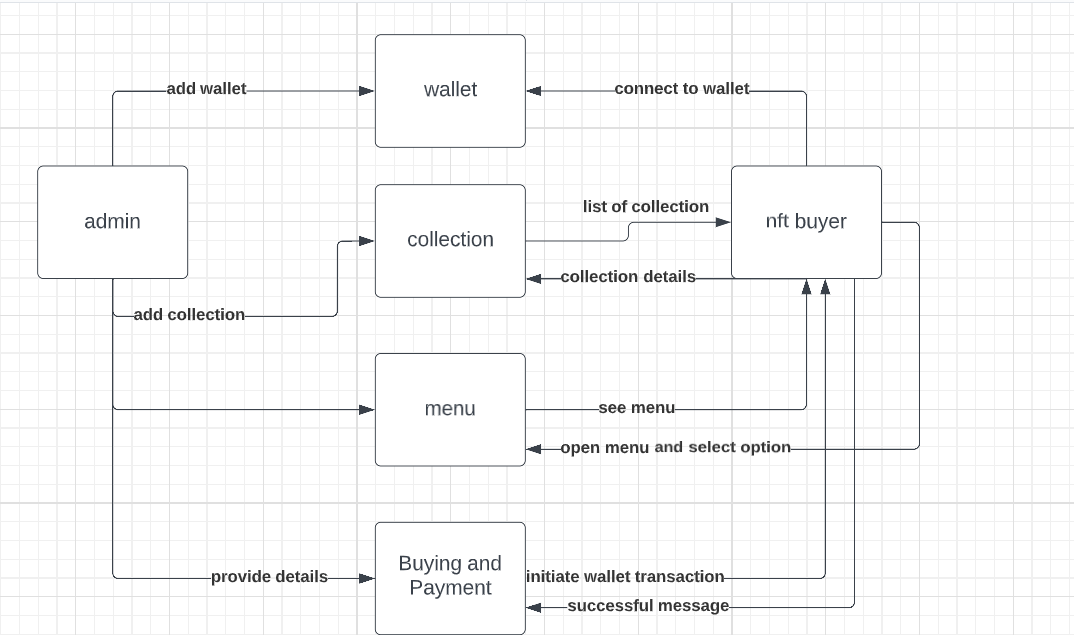 add wallet
wallet
connect to wallet
admin
collection
list of collection
nft buyer
collection details
add collection
menu
see menu
open menu and select option
Buying and
Payment
provide details
initiate wallet transaction
successful message